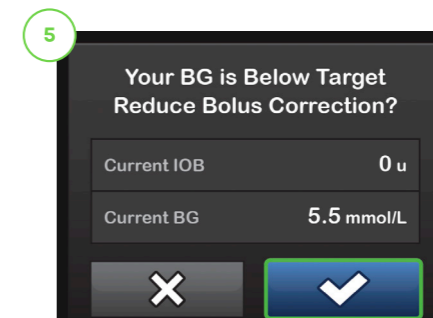 5
Your BG is Below Target
Reduce Bolus Correction?
Current IOB 0 u
Current BG 5.5 mmol/L